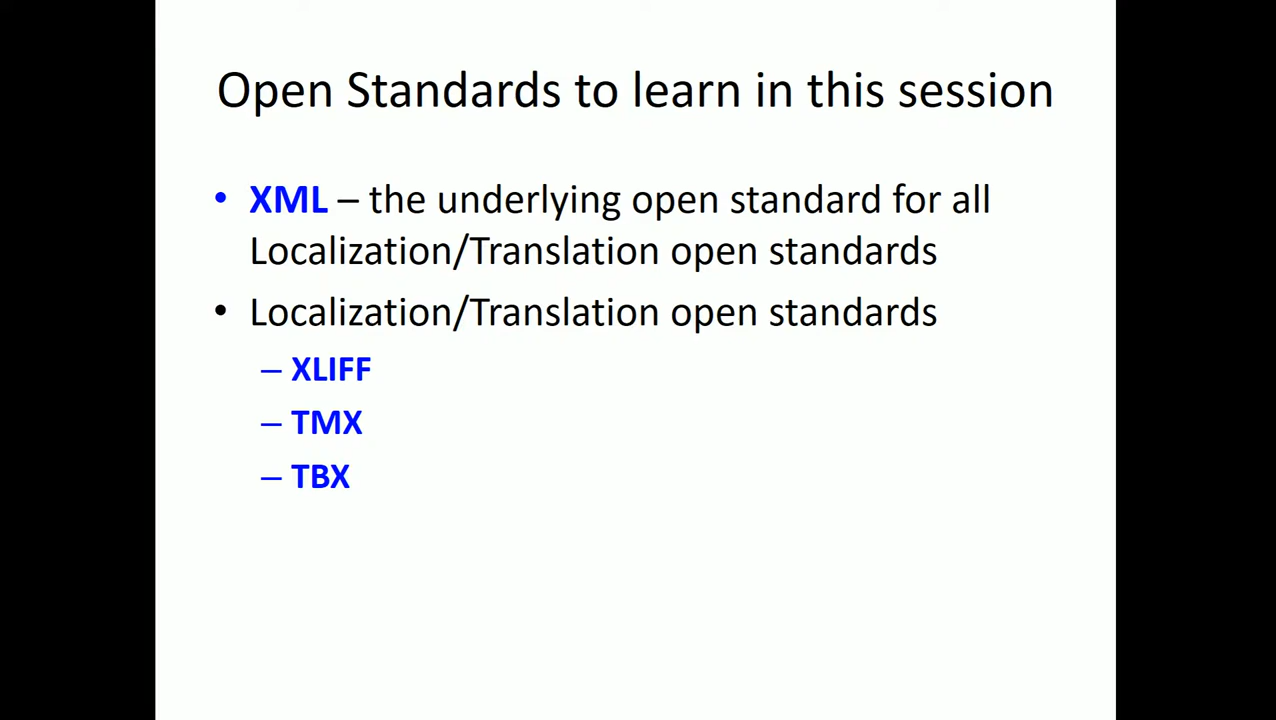 Open Standards to learn in this session
• XML – the underlying open standard for all
Localization/Translation open standards
• Localization/Translation open standards
– XLIFF
– TMX
– TBX